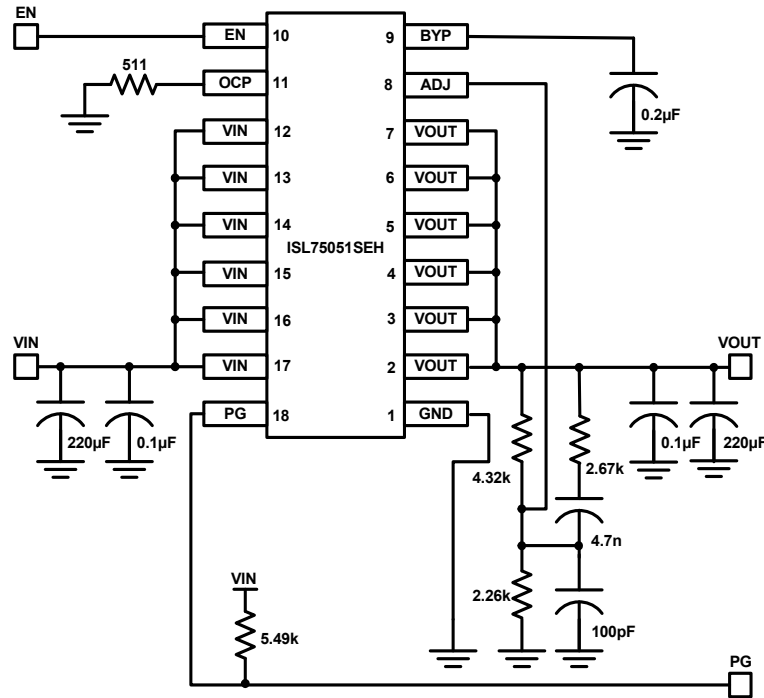 EN
EN 10 9 BYP
511
OCP 11 8 ADJ
0.2µF
VIN 12 7 VOUT
VIN 13 6 VOUT
VIN 14 5 VOUT
ISL75051SEH
VIN 15 4 VOUT
VIN 16 3 VOUT
VIN VOUT
VIN 17 2 VOUT
PG 18 1 GND
220µF 0.1µF 0.1µF 220µF
4.32k 2.67k
4.7n
VIN
2.26k
5.49k
100pF
PG